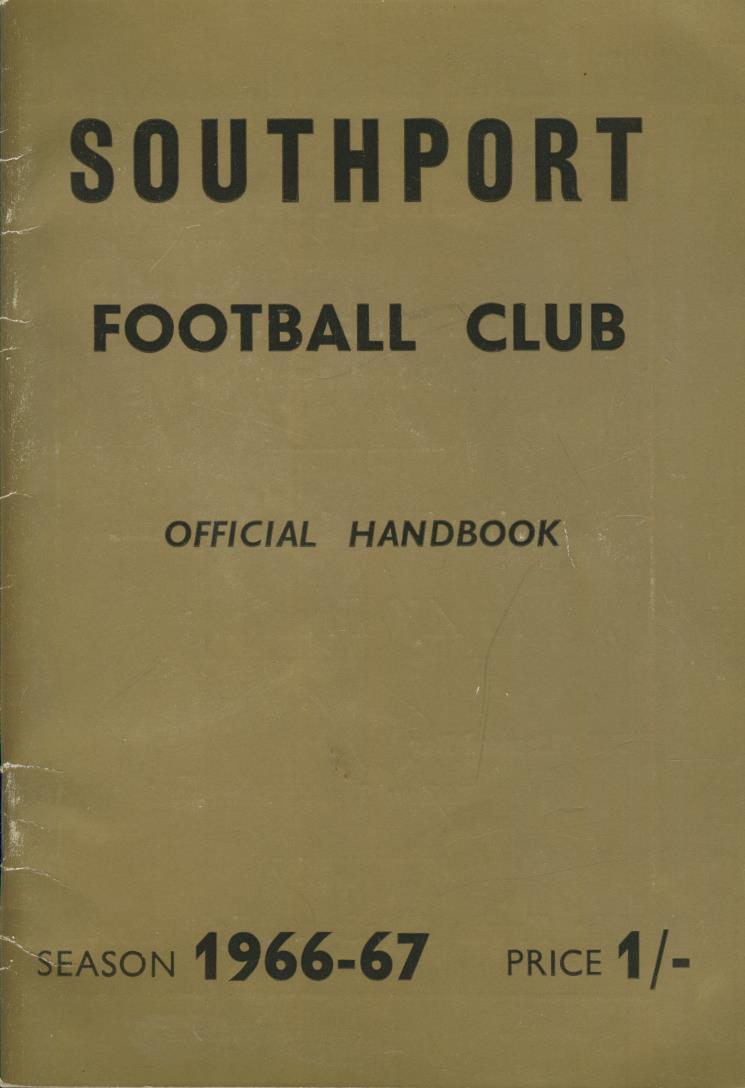 SOUTHPORT
FOOTBALL CLUB
OFFICIAL HANDBOOK
SEASON 1966-67 PRICE 1/-